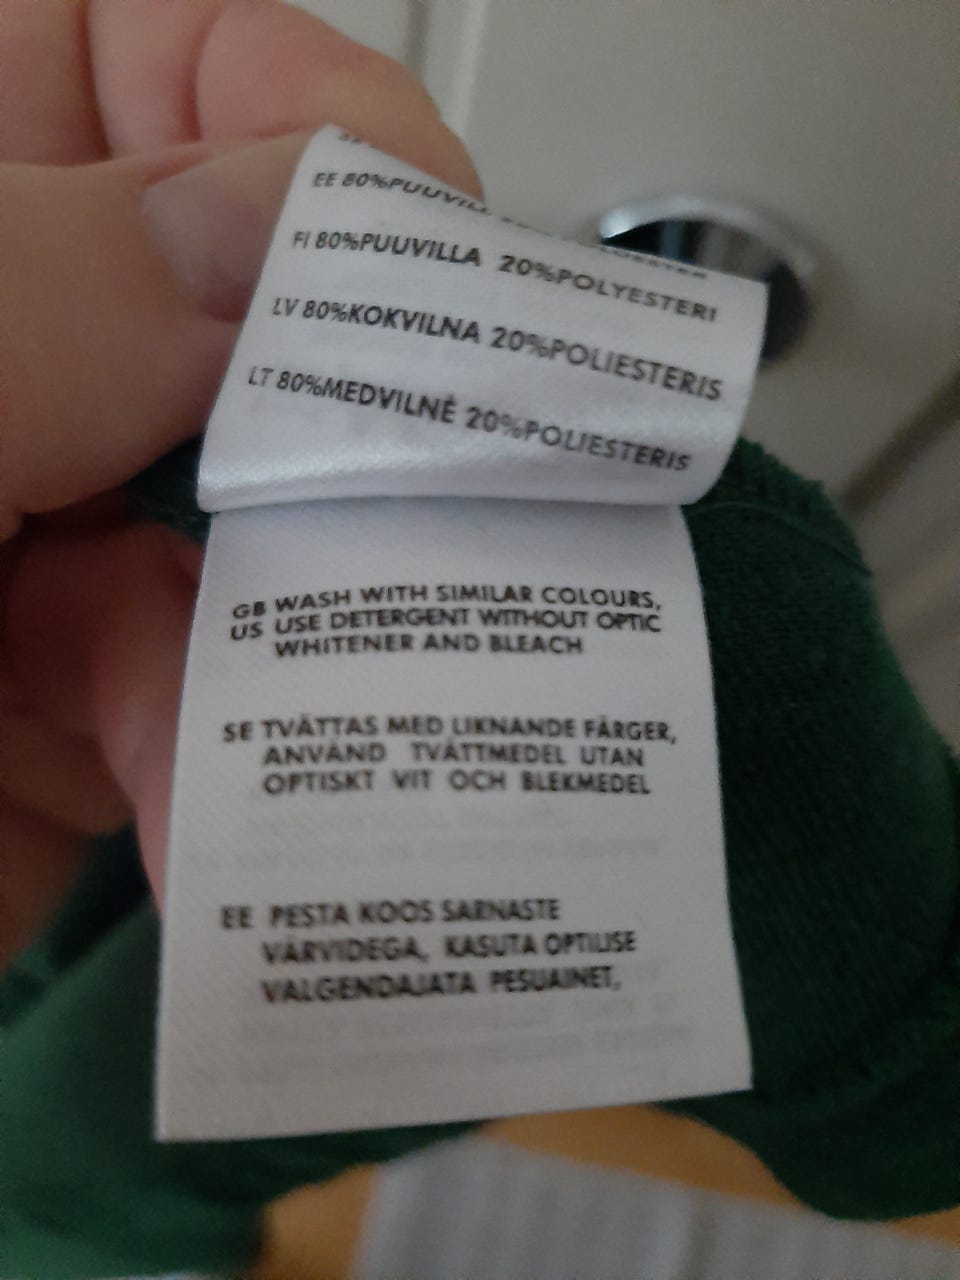 EE 80%PUUVILL
FI 80%PUUVILLA 20%POLYESTERI
LV 80%KOKVILNA 20%POLIESTERIS
LT 80%MEDVILNĖ 20%POLIESTERIS
GB WASH WITH SIMILAR COLOURS,
US USE DETERGENT WITHOUT OPTIC
WHITENER AND BLEACH
SE TVÄTTAS MED LIKNANDE FÄRGER,
ANVÄND TVÄTTMEDEL UTAN
OPTISKT VIT OCH BLEKMEDEL
EE PESTA KOOS SARNASTE
VÄRVIDEGA, KASUTA OPTILISE
VALGENDAJATA PESUAINET,